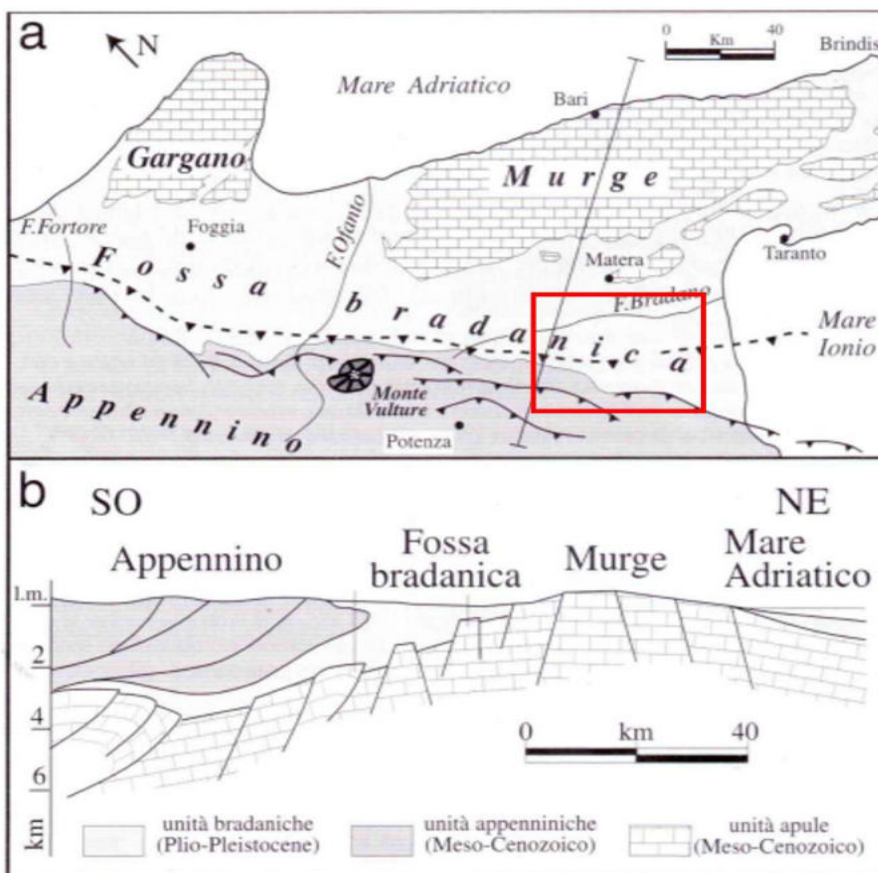 a
N
Km
0 40
Mare Adriatico
Brindis
Bari
Gargano
Murge
F.Fortore
Foggia
F.Ofanto
Matera
Taranto
F.Bradano
Fossa bradanica
Mare
Ionio
Appennino
Monte
Vulture
Potenza
b
SO
NE
Appennino
Fossa
bradanica
Murge
Mare
Adriatico
l.m.
2
4
6
km
km
0 40
unità bradaniche
(Plio-Pleistocene)
unità appenniniche
(Meso-Cenozoico)
unità apule
(Meso-Cenozoico)